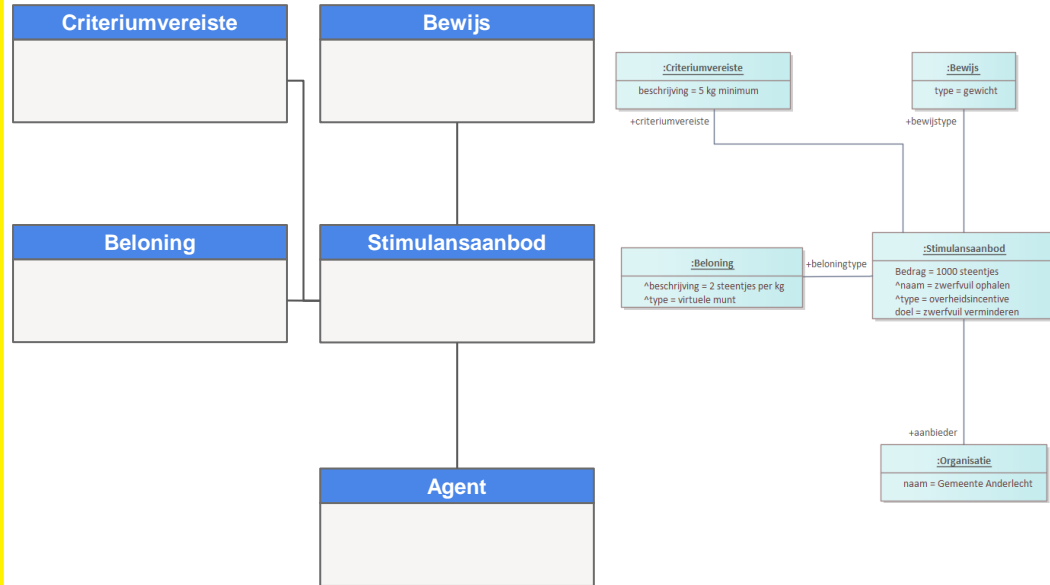 Criteriumvereiste
Bewijs
Beloning
Stimulansaanbod
Agent
:Criteriumvereiste
beschrijving = 5 kg minimum
+criteriumvereiste
:Bewijs
type = gewicht
+bewijstype
:Beloning
^beschrijving = 2 steentjes per kg
^type = virtuele munt
+beloningtype
:Stimulansaanbod
Bedrag = 1000 steentjes
^naam = zwerfvuil ophalen
^type = overheidsincentive
doel = zwerfvuil verminderen
+aanbieder
:Organisatie
naam = Gemeente Anderlecht